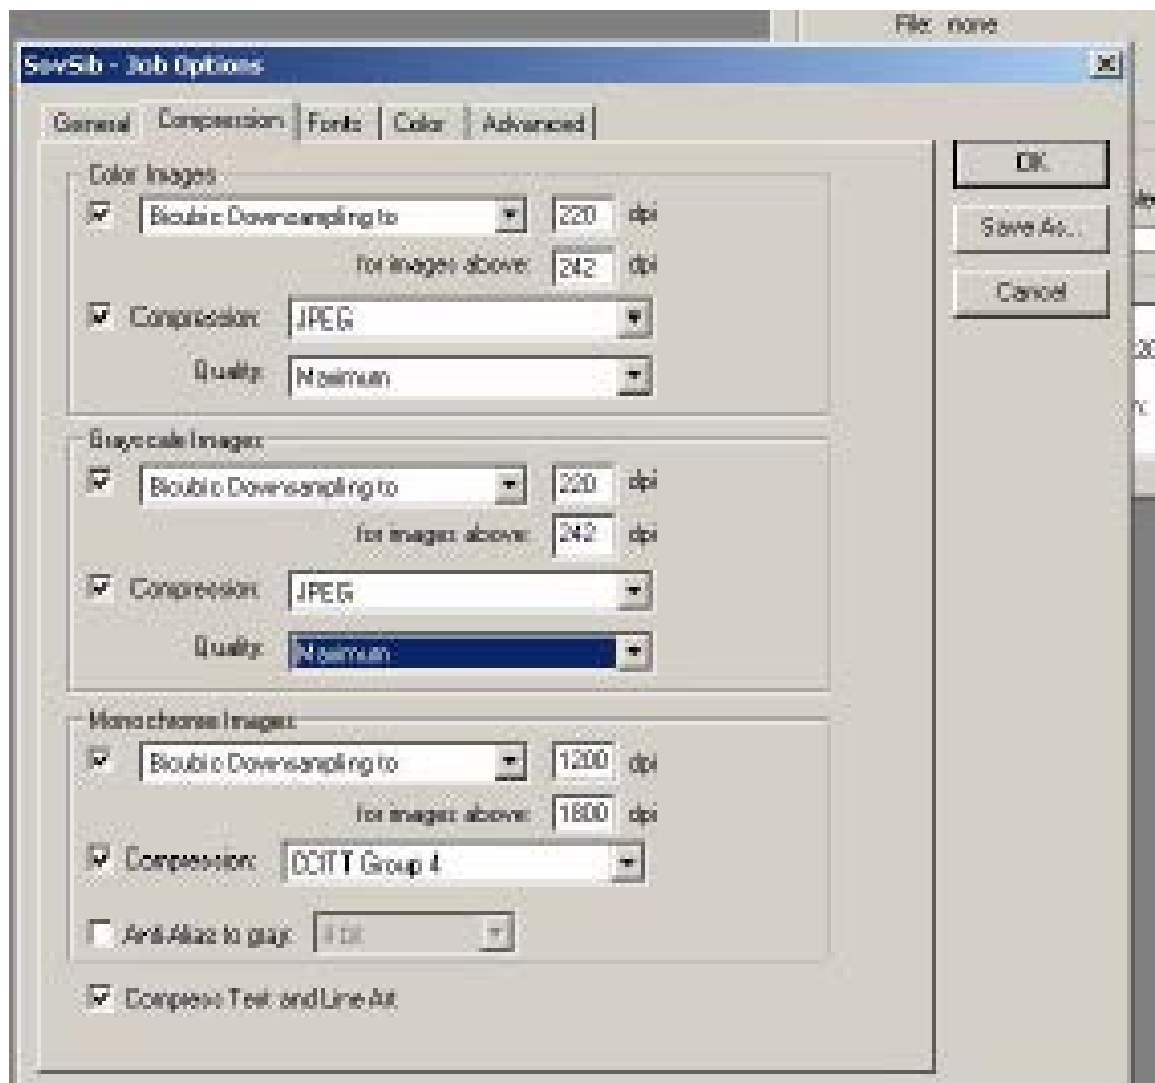 File: none
SovSib - Job Options
General Compression Fonts Color Advanced
OK
Save As...
Cancel
Color Images
Bicubic Downsampling to 220 dpi
for images above: 242 dpi
Compression: JPEG
Quality: Maximum
Grayscale Images
Bicubic Downsampling to 220 dpi
for images above: 242 dpi
Compression: JPEG
Quality: Maximum
Monochrome Images
Bicubic Downsampling to 1200 dpi
for images above: 1800 dpi
Compression: CCITT Group 4
Anti-Alias to gray:
Compress Text and Line Art